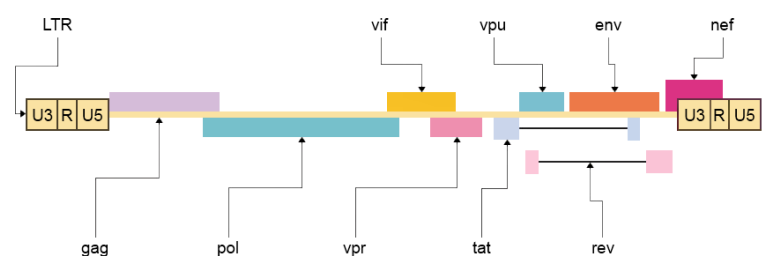 LTR vif vpu env nef
U3 R U5 U3 R U5
gag pol vpr tat rev